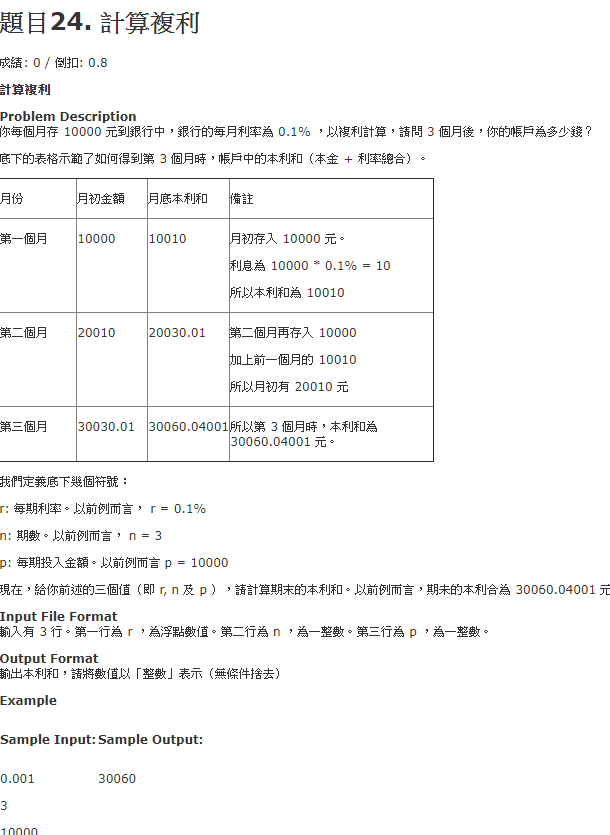 題目24. 計算複利
成績: 0 / 倒扣: 0.8
計算複利
Problem Description
你每個月存 10000 元到銀行中，銀行的每月利率為 0.1% ，以複利計算，請問 3 個月後，你的帳戶為多少錢？
底下的表格示範了如何得到第 3 個月時，帳戶中的本利和（本金 + 利率總合）。
月份 月初金額 月底本利和 備註
第一個月 10000 10010 月初存入 10000 元。
利息為 10000 * 0.1% = 10
所以本利和為 10010
第二個月 20010 20030.01 第二個月再存入 10000
加上前一個月的 10010
所以月初有 20010 元
第三個月 30030.01 30060.04001 所以第 3 個月時，本利和為
30060.04001 元。
我們定義底下幾個符號：
r: 每期利率。以前例而言， r = 0.1%
n: 期數。以前例而言， n = 3
p: 每期投入金額。以前例而言 p = 10000
現在，給你前述的三個值（即 r, n 及 p ），請計算期末的本利和。以前例而言，期未的本利合為 30060.04001 元
Input File Format
輸入有 3 行。第一行為 r ，為浮點數值。第二行為 n ，為一整數。第三行為 p ，為一整數。
Output Format
輸出本利和，請將數值以「整數」表示（無條件捨去）
Example
Sample Input: Sample Output:
0.001 30060
3
10000